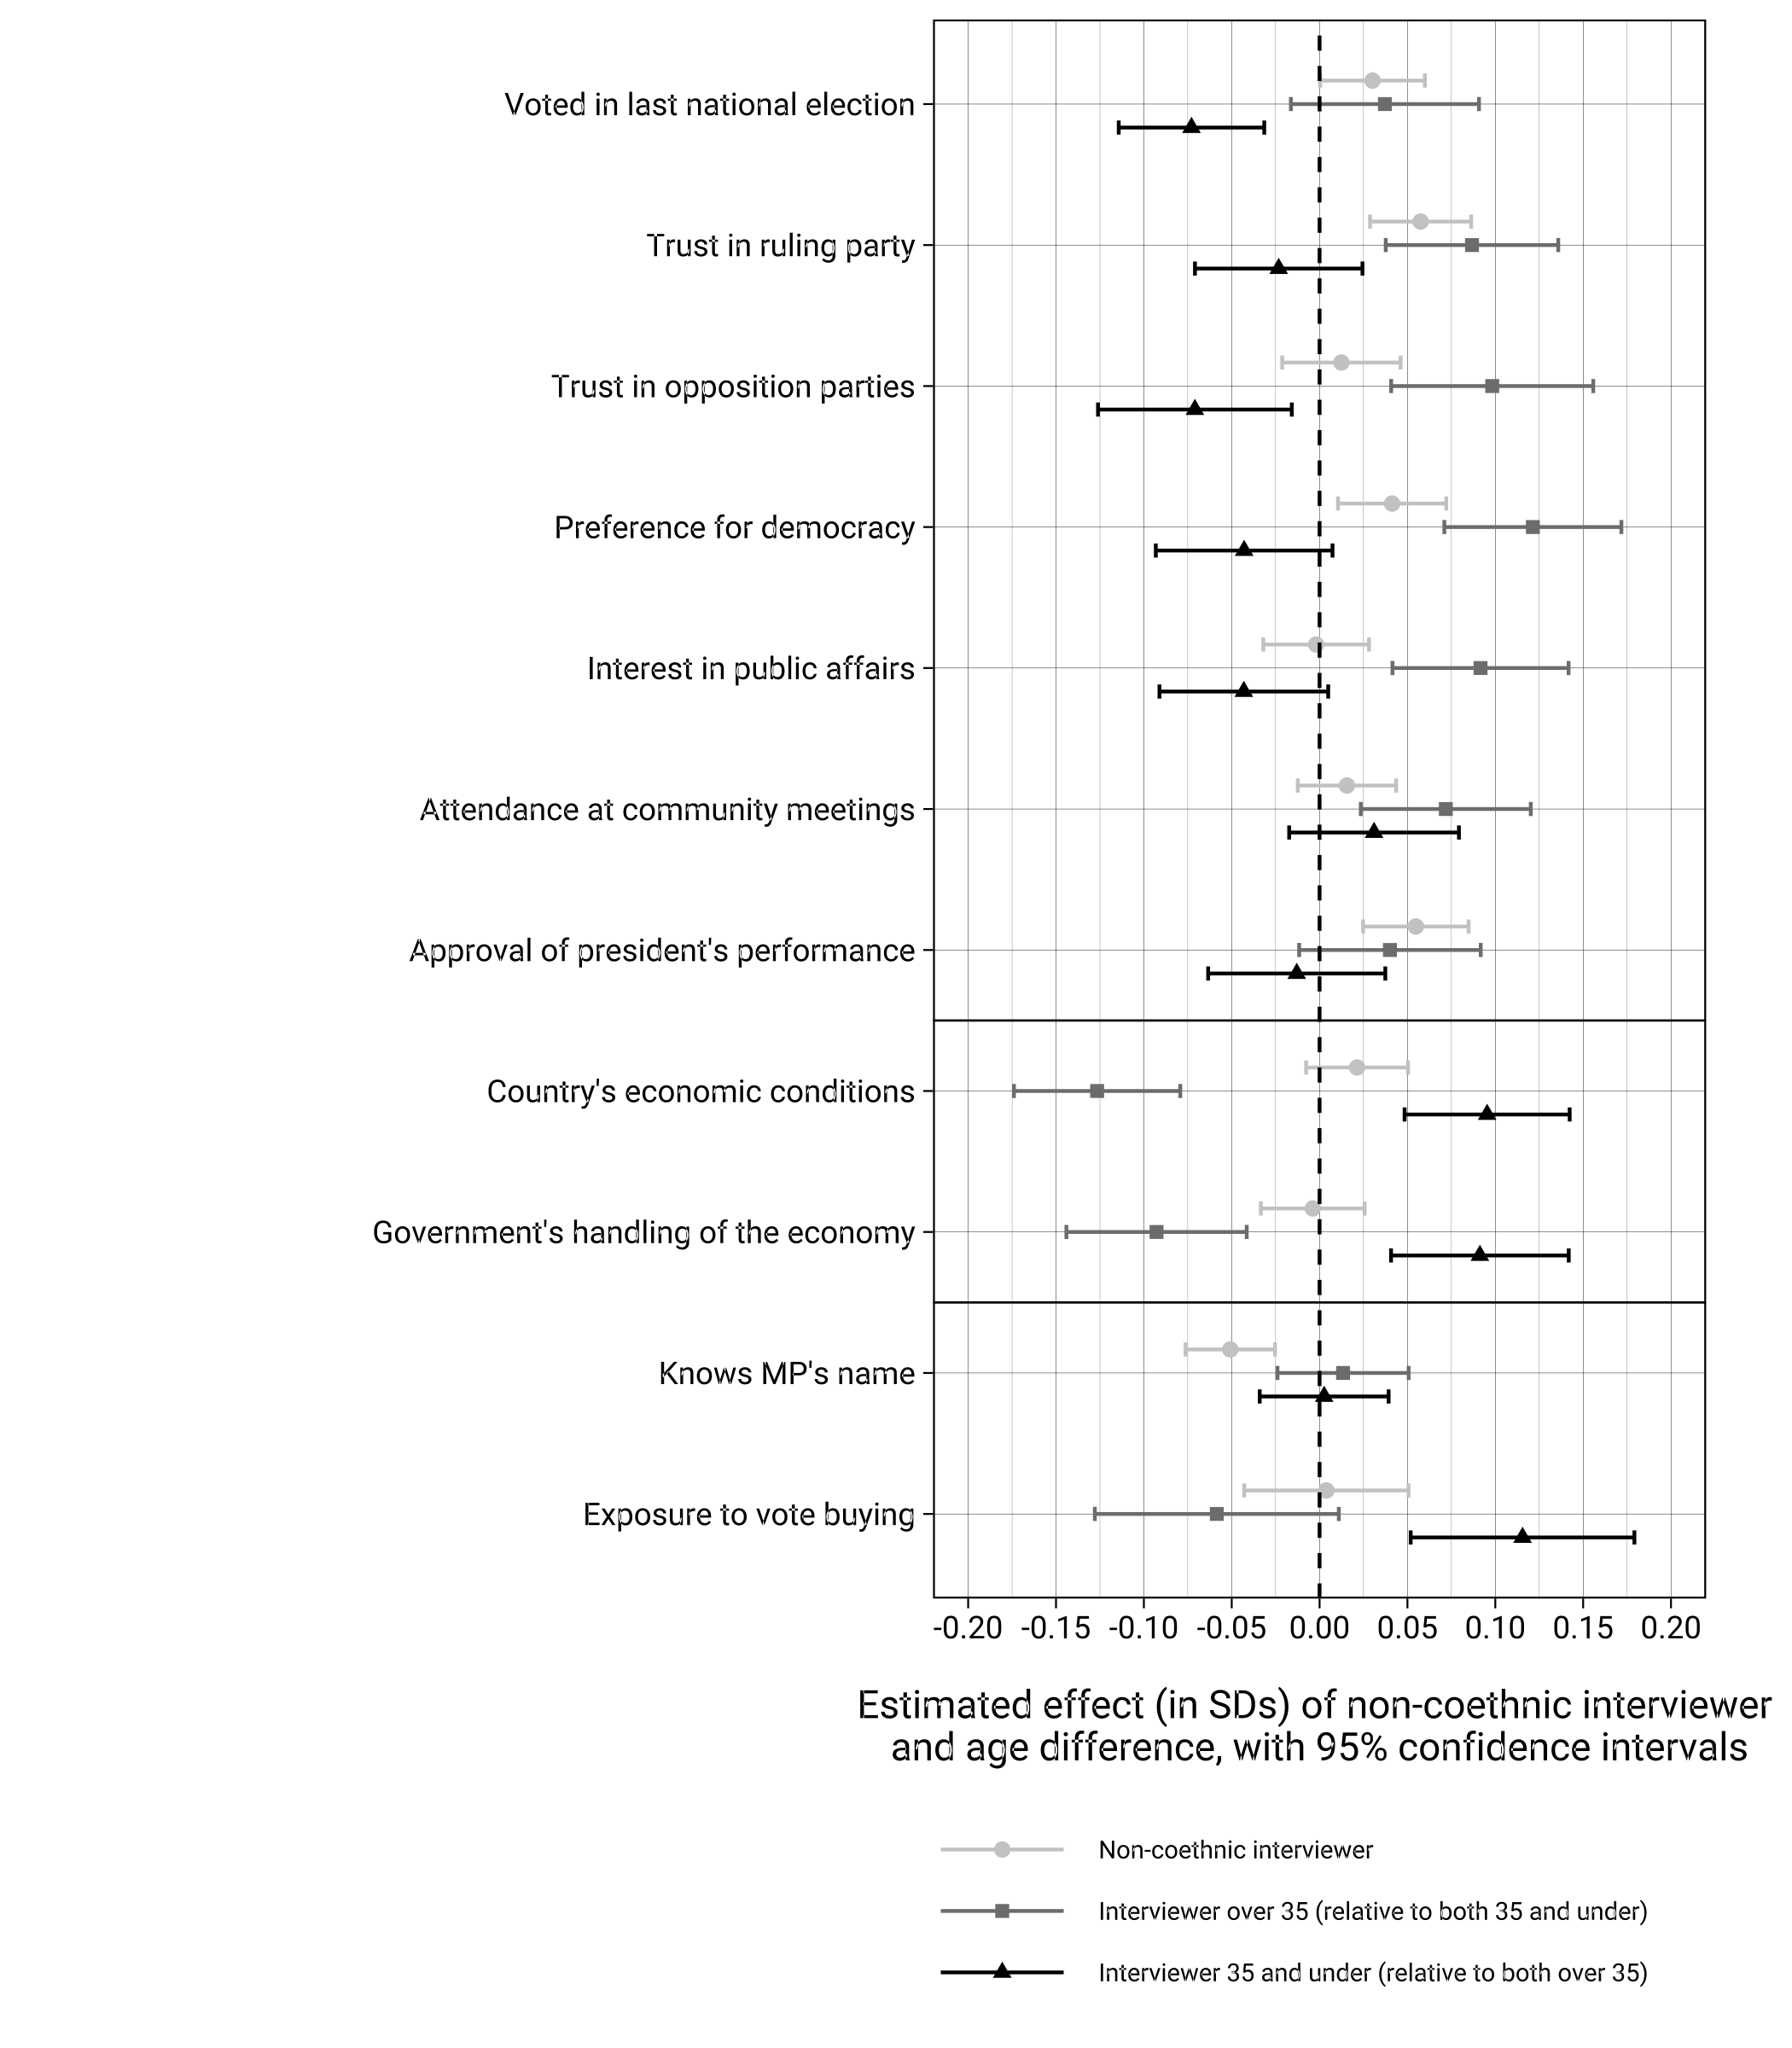 Voted in last national election
Trust in ruling party
Trust in opposition parties
Preference for democracy
Interest in public affairs
Attendance at community meetings
Approval of president's performance
Country's economic conditions
Government's handling of the economy
Knows MP's name
Exposure to vote buying
-0.20 -0.15 -0.10 -0.05 0.00 0.05 0.10 0.15 0.20
Estimated effect (in SDs) of non-coethnic interviewer
and age difference, with 95% confidence intervals
Non-coethnic interviewer
Interviewer over 35 (relative to both 35 and under)
Interviewer 35 and under (relative to both over 35)